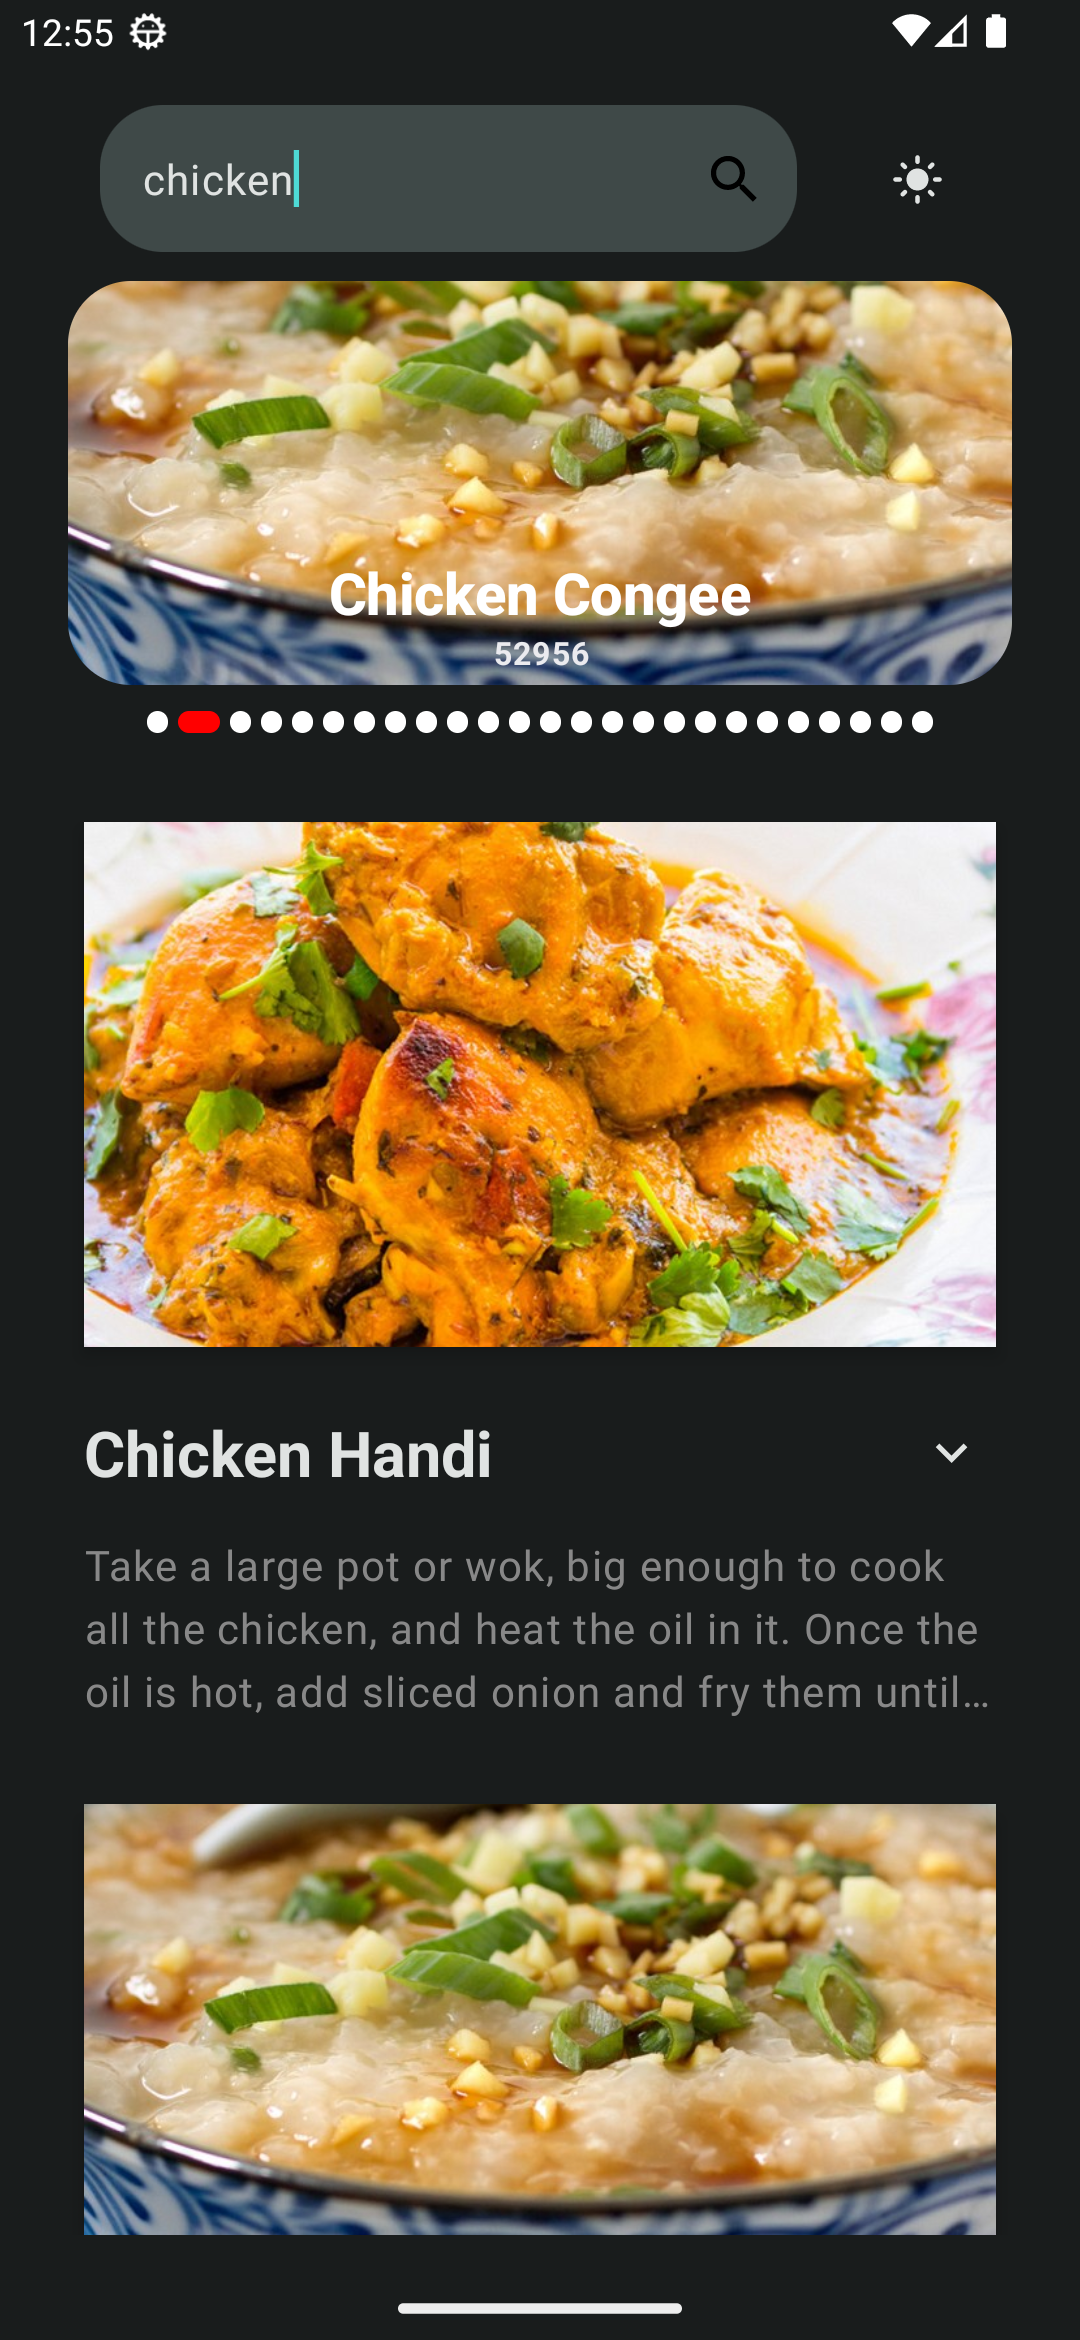 12:55
chicken
Chicken Congee
52956
Chicken Handi
Take a large pot or wok, big enough to cook
all the chicken, and heat the oil in it. Once the
oil is hot, add sliced onion and fry them until…